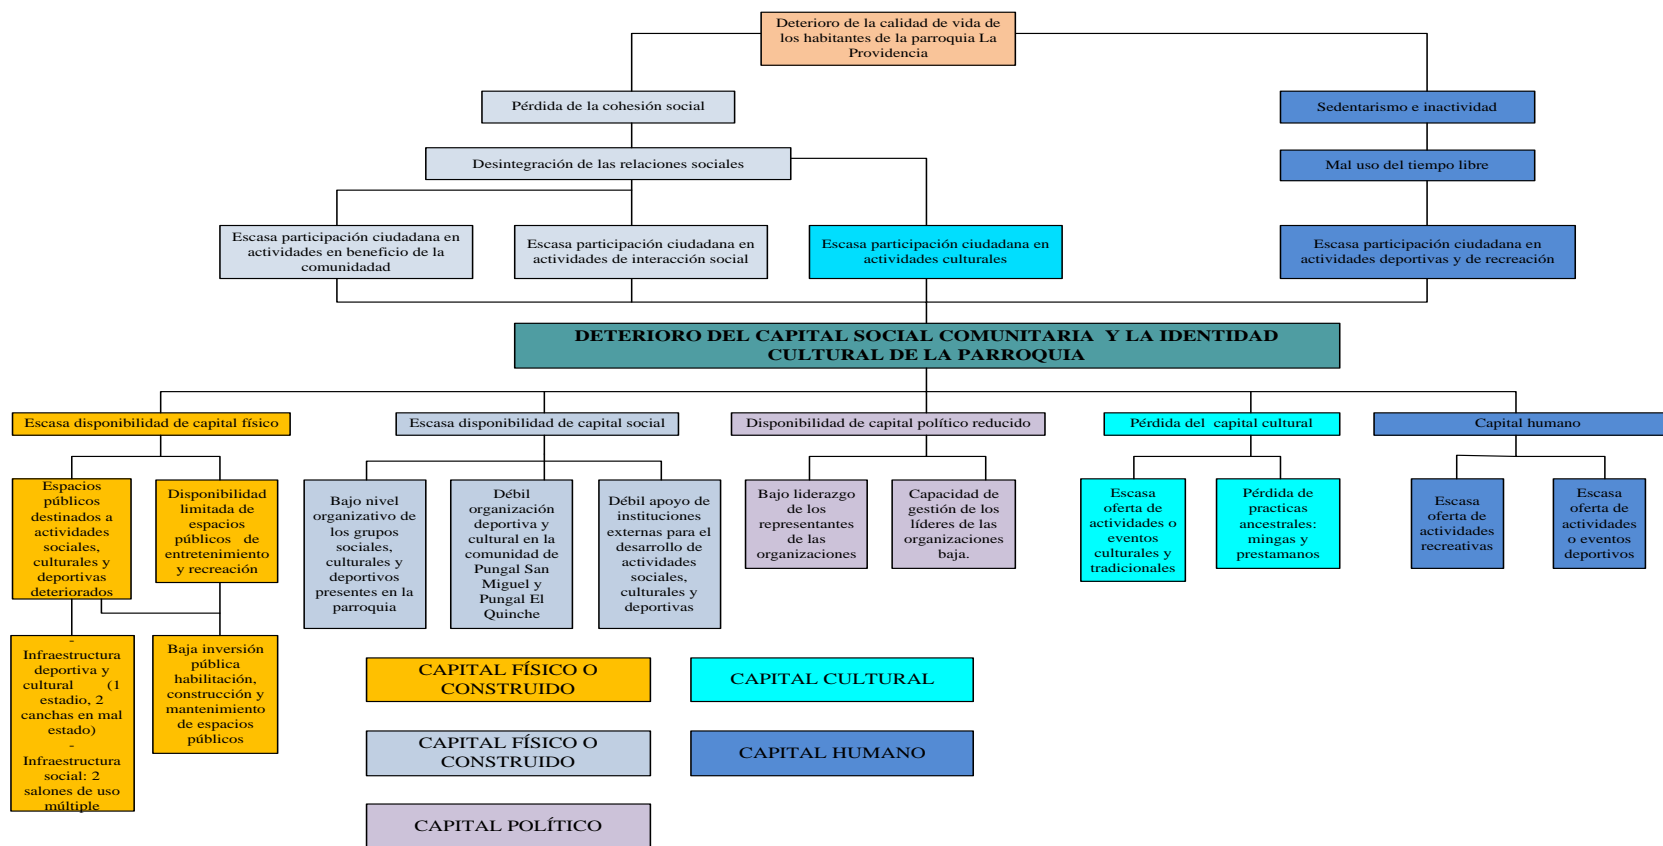 Deterioro de la calidad de vida de
los habitantes de la parroquia La
Providencia
Pérdida de la cohesión social
Sedentarismo e inactividad
Desintegración de las relaciones sociales
Mal uso del tiempo libre
Escasa participación ciudadana en
actividades en beneficio de la
comunidadad
Escasa participación ciudadana en
actividades de interacción social
Escasa participación ciudadana en
actividades culturales
Escasa participación ciudadana en
actividades deportivas y de recreación
DETERIORO DEL CAPITAL SOCIAL COMUNITARIA Y LA IDENTIDAD
CULTURAL DE LA PARROQUIA
Escasa disponibilidad de capital físico
Escasa disponibilidad de capital social
Disponibilidad de capital político reducido
Pérdida del capital cultural
Capital humano
Espacios
públicos
destinados a
actividades
sociales,
culturales y
deportivas
deteriorados
Disponibilidad
limitada de
espacios
públicos de
entretenimiento
y recreación
Bajo nivel
organizativo de
los grupos
sociales,
culturales y
deportivos
presentes en la
parroquia
Débil
organización
deportiva y
cultural en la
comunidad de
Pungal San
Miguel y
Pungal El
Quinche
Débil apoyo de
instituciones
externas para el
desarrollo de
actividades
sociales,
culturales y
deportivas
Bajo liderazgo
de los
representantes
de las
organizaciones
Capacidad de
gestión de los
líderes de las
organizaciones
baja.
Escasa
oferta de
actividades o
eventos
culturales y
tradicionales
Pérdida de
practicas
ancestrales:
mingas y
prestamanos
Escasa
oferta de
actividades
recreativas
Escasa
oferta de
actividades
o eventos
deportivos
-
Infraestructura
deportiva y
cultural (1
estadio, 2
canchas en mal
estado)
-
Infraestructura
social: 2
salones de uso
múltiple
Baja inversión
pública
habilitación,
construcción y
mantenimiento
de espacios
públicos
CAPITAL FÍSICO O
CONSTRUIDO
CAPITAL CULTURAL
CAPITAL FÍSICO O
CONSTRUIDO
CAPITAL HUMANO
CAPITAL POLÍTICO